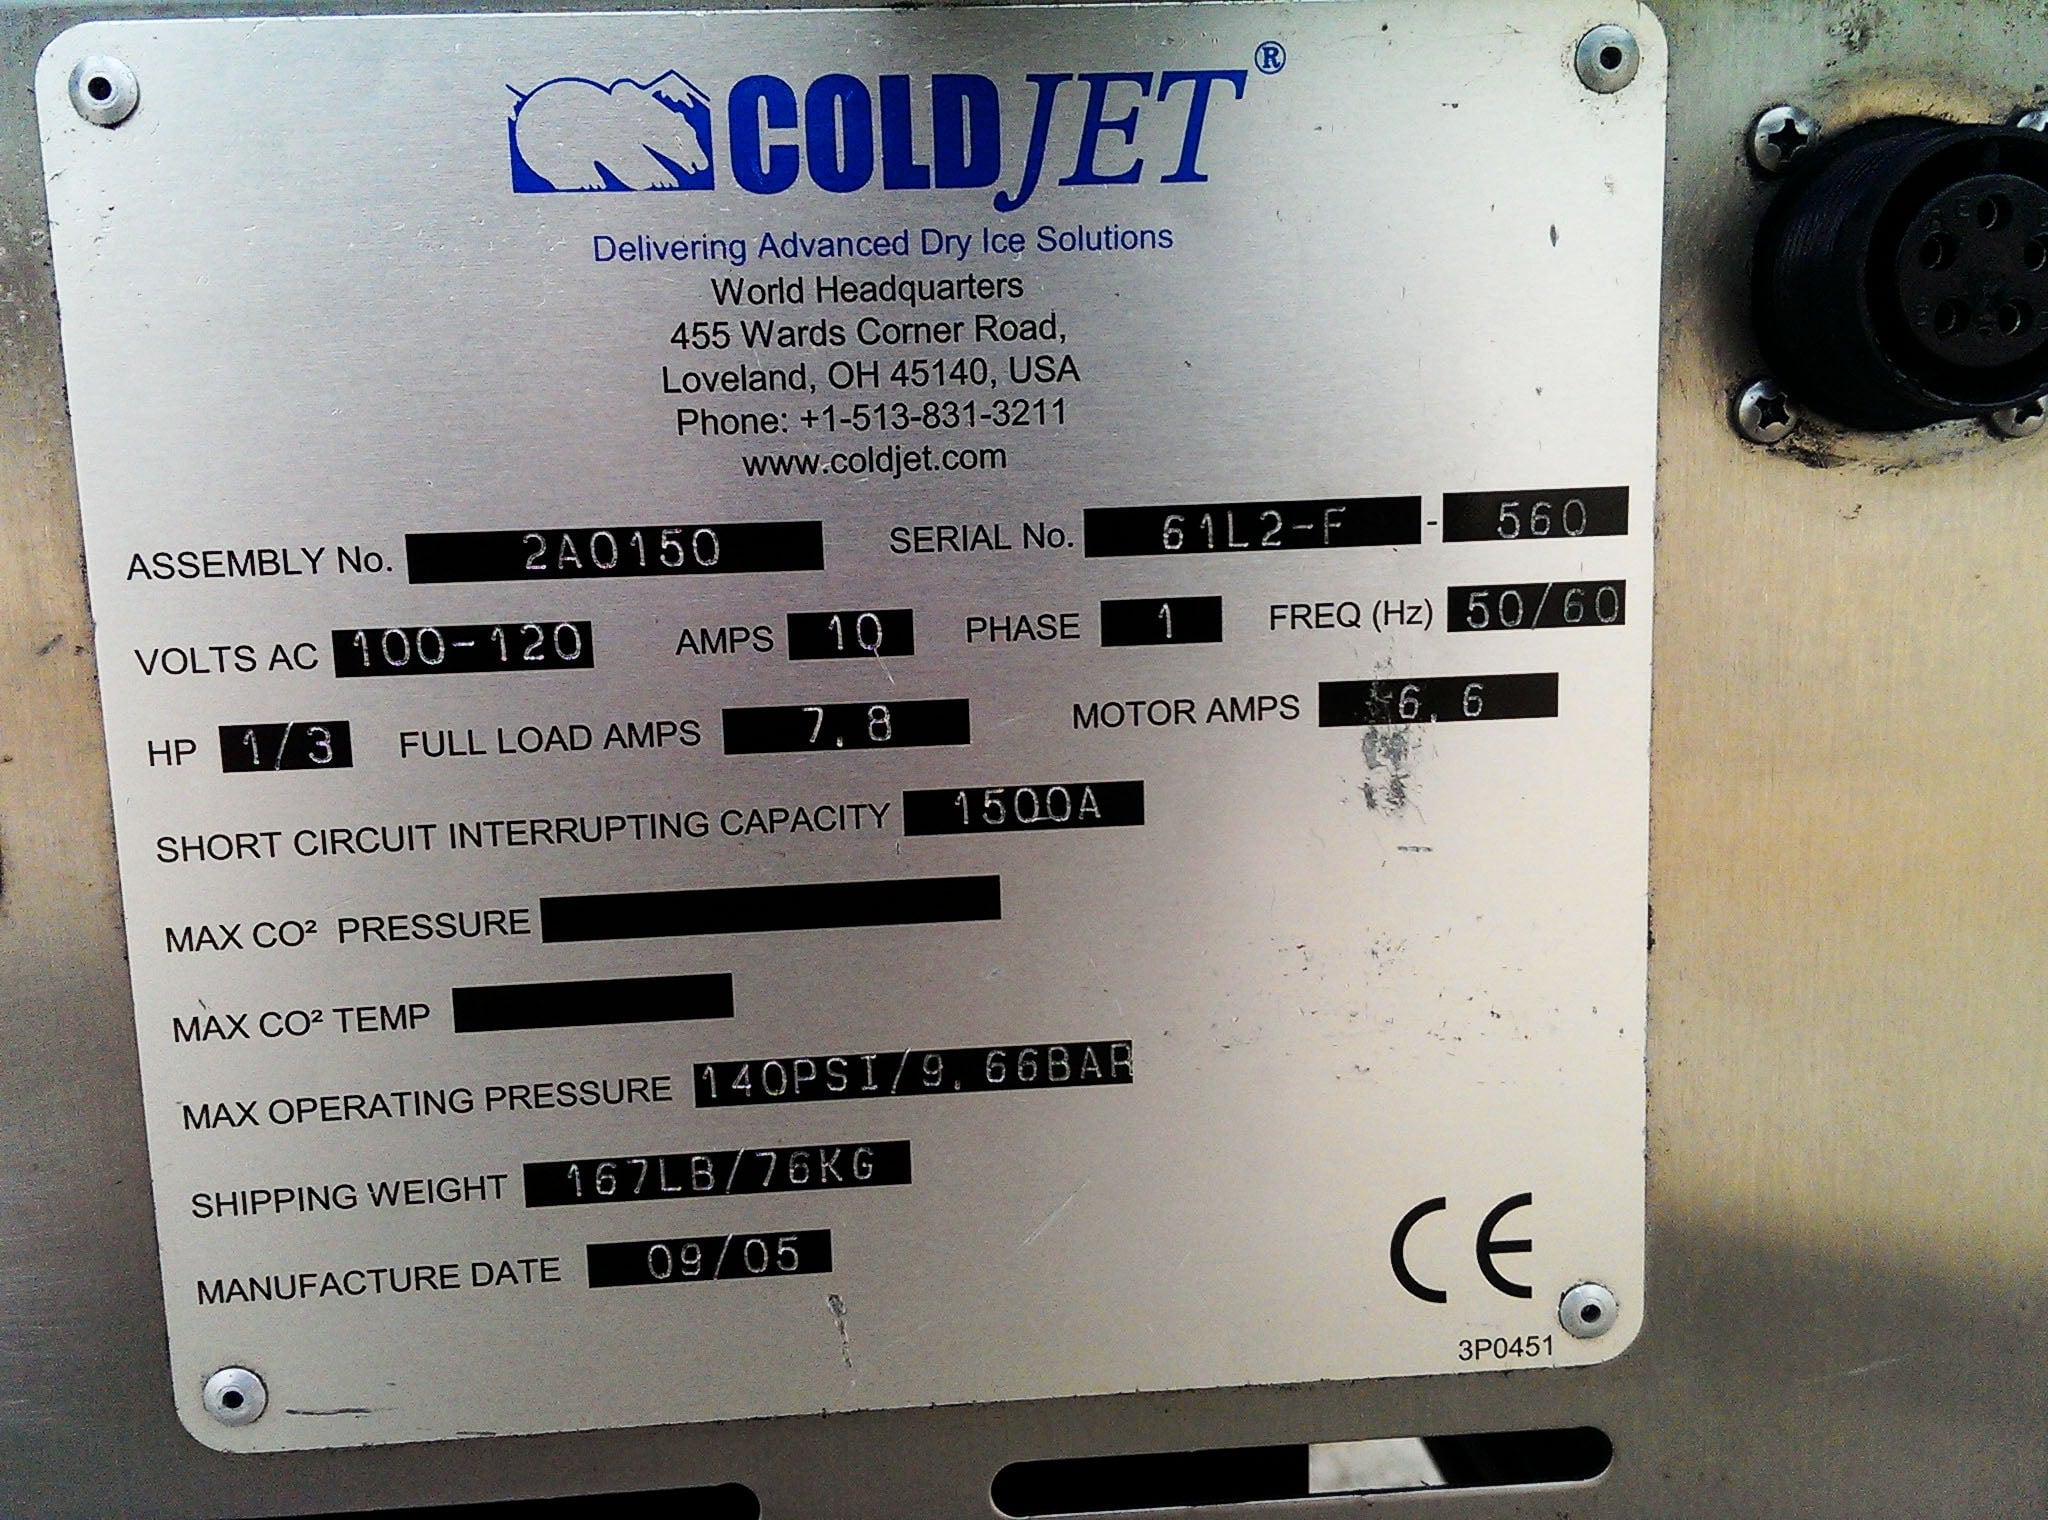 COLDJET®
Delivering Advanced Dry Ice Solutions
World Headquarters
455 Wards Corner Road,
Loveland, OH 45140, USA
Phone: +1-513-831-3211
www.coldjet.com
ASSEMBLY No. 2A0150 SERIAL No. 61L2-F - 560
VOLTS AC 100-120 AMPS 10 PHASE 1 FREQ (Hz) 50/60
HP 1/3 FULL LOAD AMPS 7.8 MOTOR AMPS 6.6
SHORT CIRCUIT INTERRUPTING CAPACITY 1500A
MAX CO² PRESSURE
MAX CO² TEMP
MAX OPERATING PRESSURE 140PSI/9.66BAR
SHIPPING WEIGHT 167LB/76KG
MANUFACTURE DATE 09/05
CE
3P0451